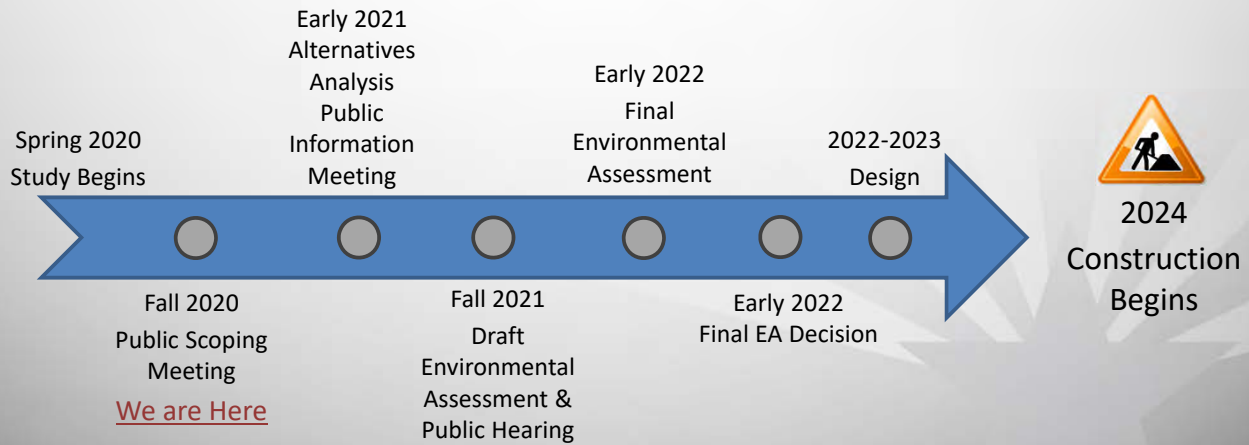 Spring 2020
Study Begins
Fall 2020
Public Scoping
Meeting
We are Here
Early 2021
Alternatives
Analysis
Public
Information
Meeting
Fall 2021
Draft
Environmental
Assessment &
Public Hearing
Early 2022
Final
Environmental
Assessment
Early 2022
Final EA Decision
2022-2023
Design
2024
Construction
Begins